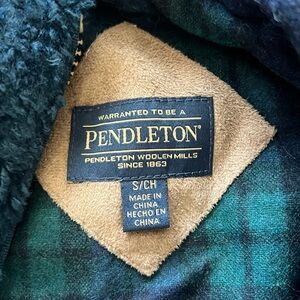 WARRANTED TO BE A
PENDLETON®
PENDLETON WOOLEN MILLS
SINCE 1863
S/CH
MADE IN
CHINA
HECHO EN
CHINA